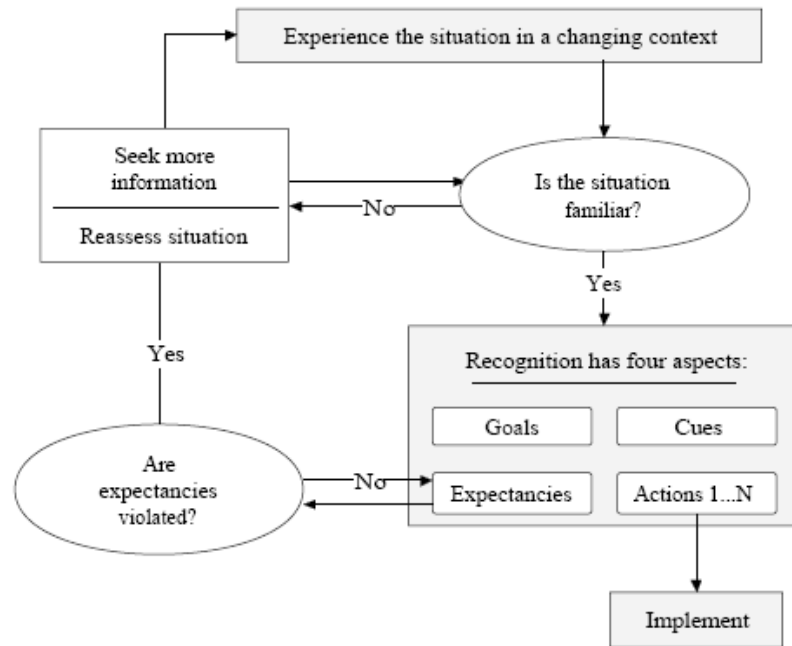 Experience the situation in a changing context
Seek more
information
Reassess situation
Is the situation
familiar?
No
Yes
Yes
Recognition has four aspects:
Goals
Cues
Expectancies
Actions 1...N
Are
expectancies
violated?
No
Implement